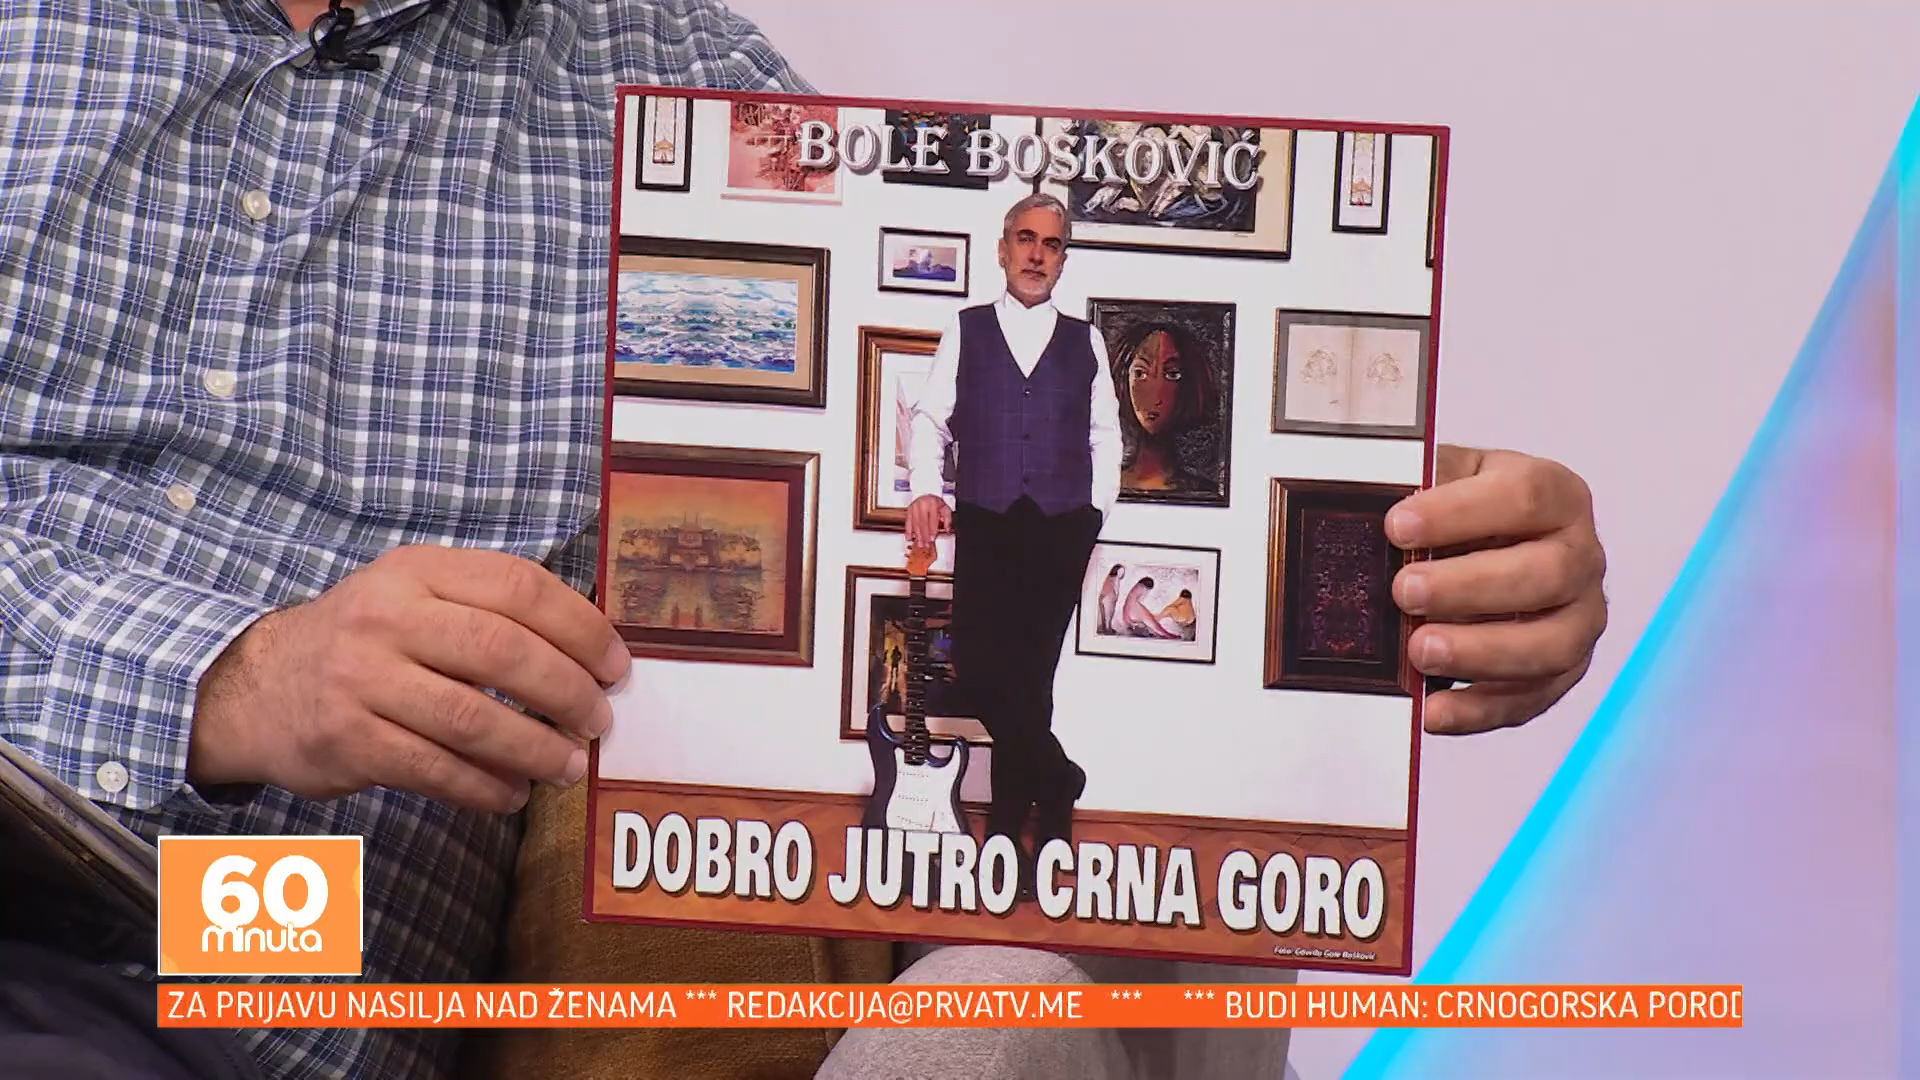 BOLE BOŠKOVIĆ
DOBRO JUTRO CRNA GORO
60
minuta
ZA PRIJAVU NASILJA NAD ŽENAMA *** REDAKCIJA@PRVATV.ME *** *** BUDI HUMAN: CRNOGORSKA POROD